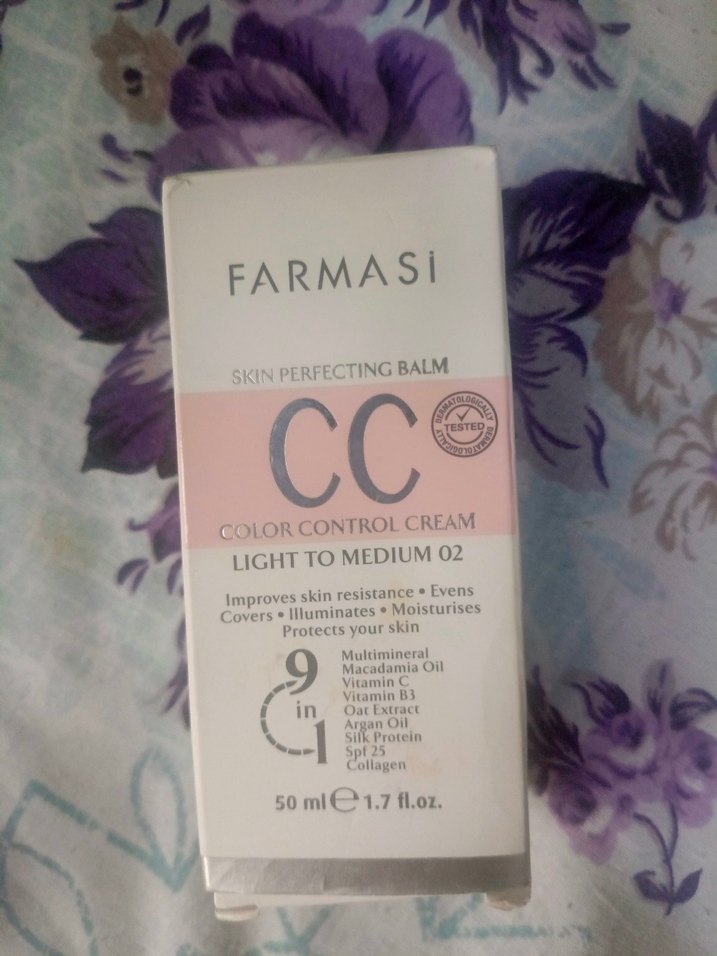 FARMASİ
SKIN PERFECTING BALM
CC
DERMATOLOGICALLY
TESTED
DERMATOLOGICALLY
COLOR CONTROL CREAM
LIGHT TO MEDIUM 02
Improves skin resistance • Evens
Covers • Illuminates • Moisturises
Protects your skin
9
in
1
Multimineral
Macadamia Oil
Vitamin C
Vitamin B3
Oat Extract
Argan Oil
Silk Protein
Spf 25
Collagen
50 ml ℮ 1.7 fl.oz.